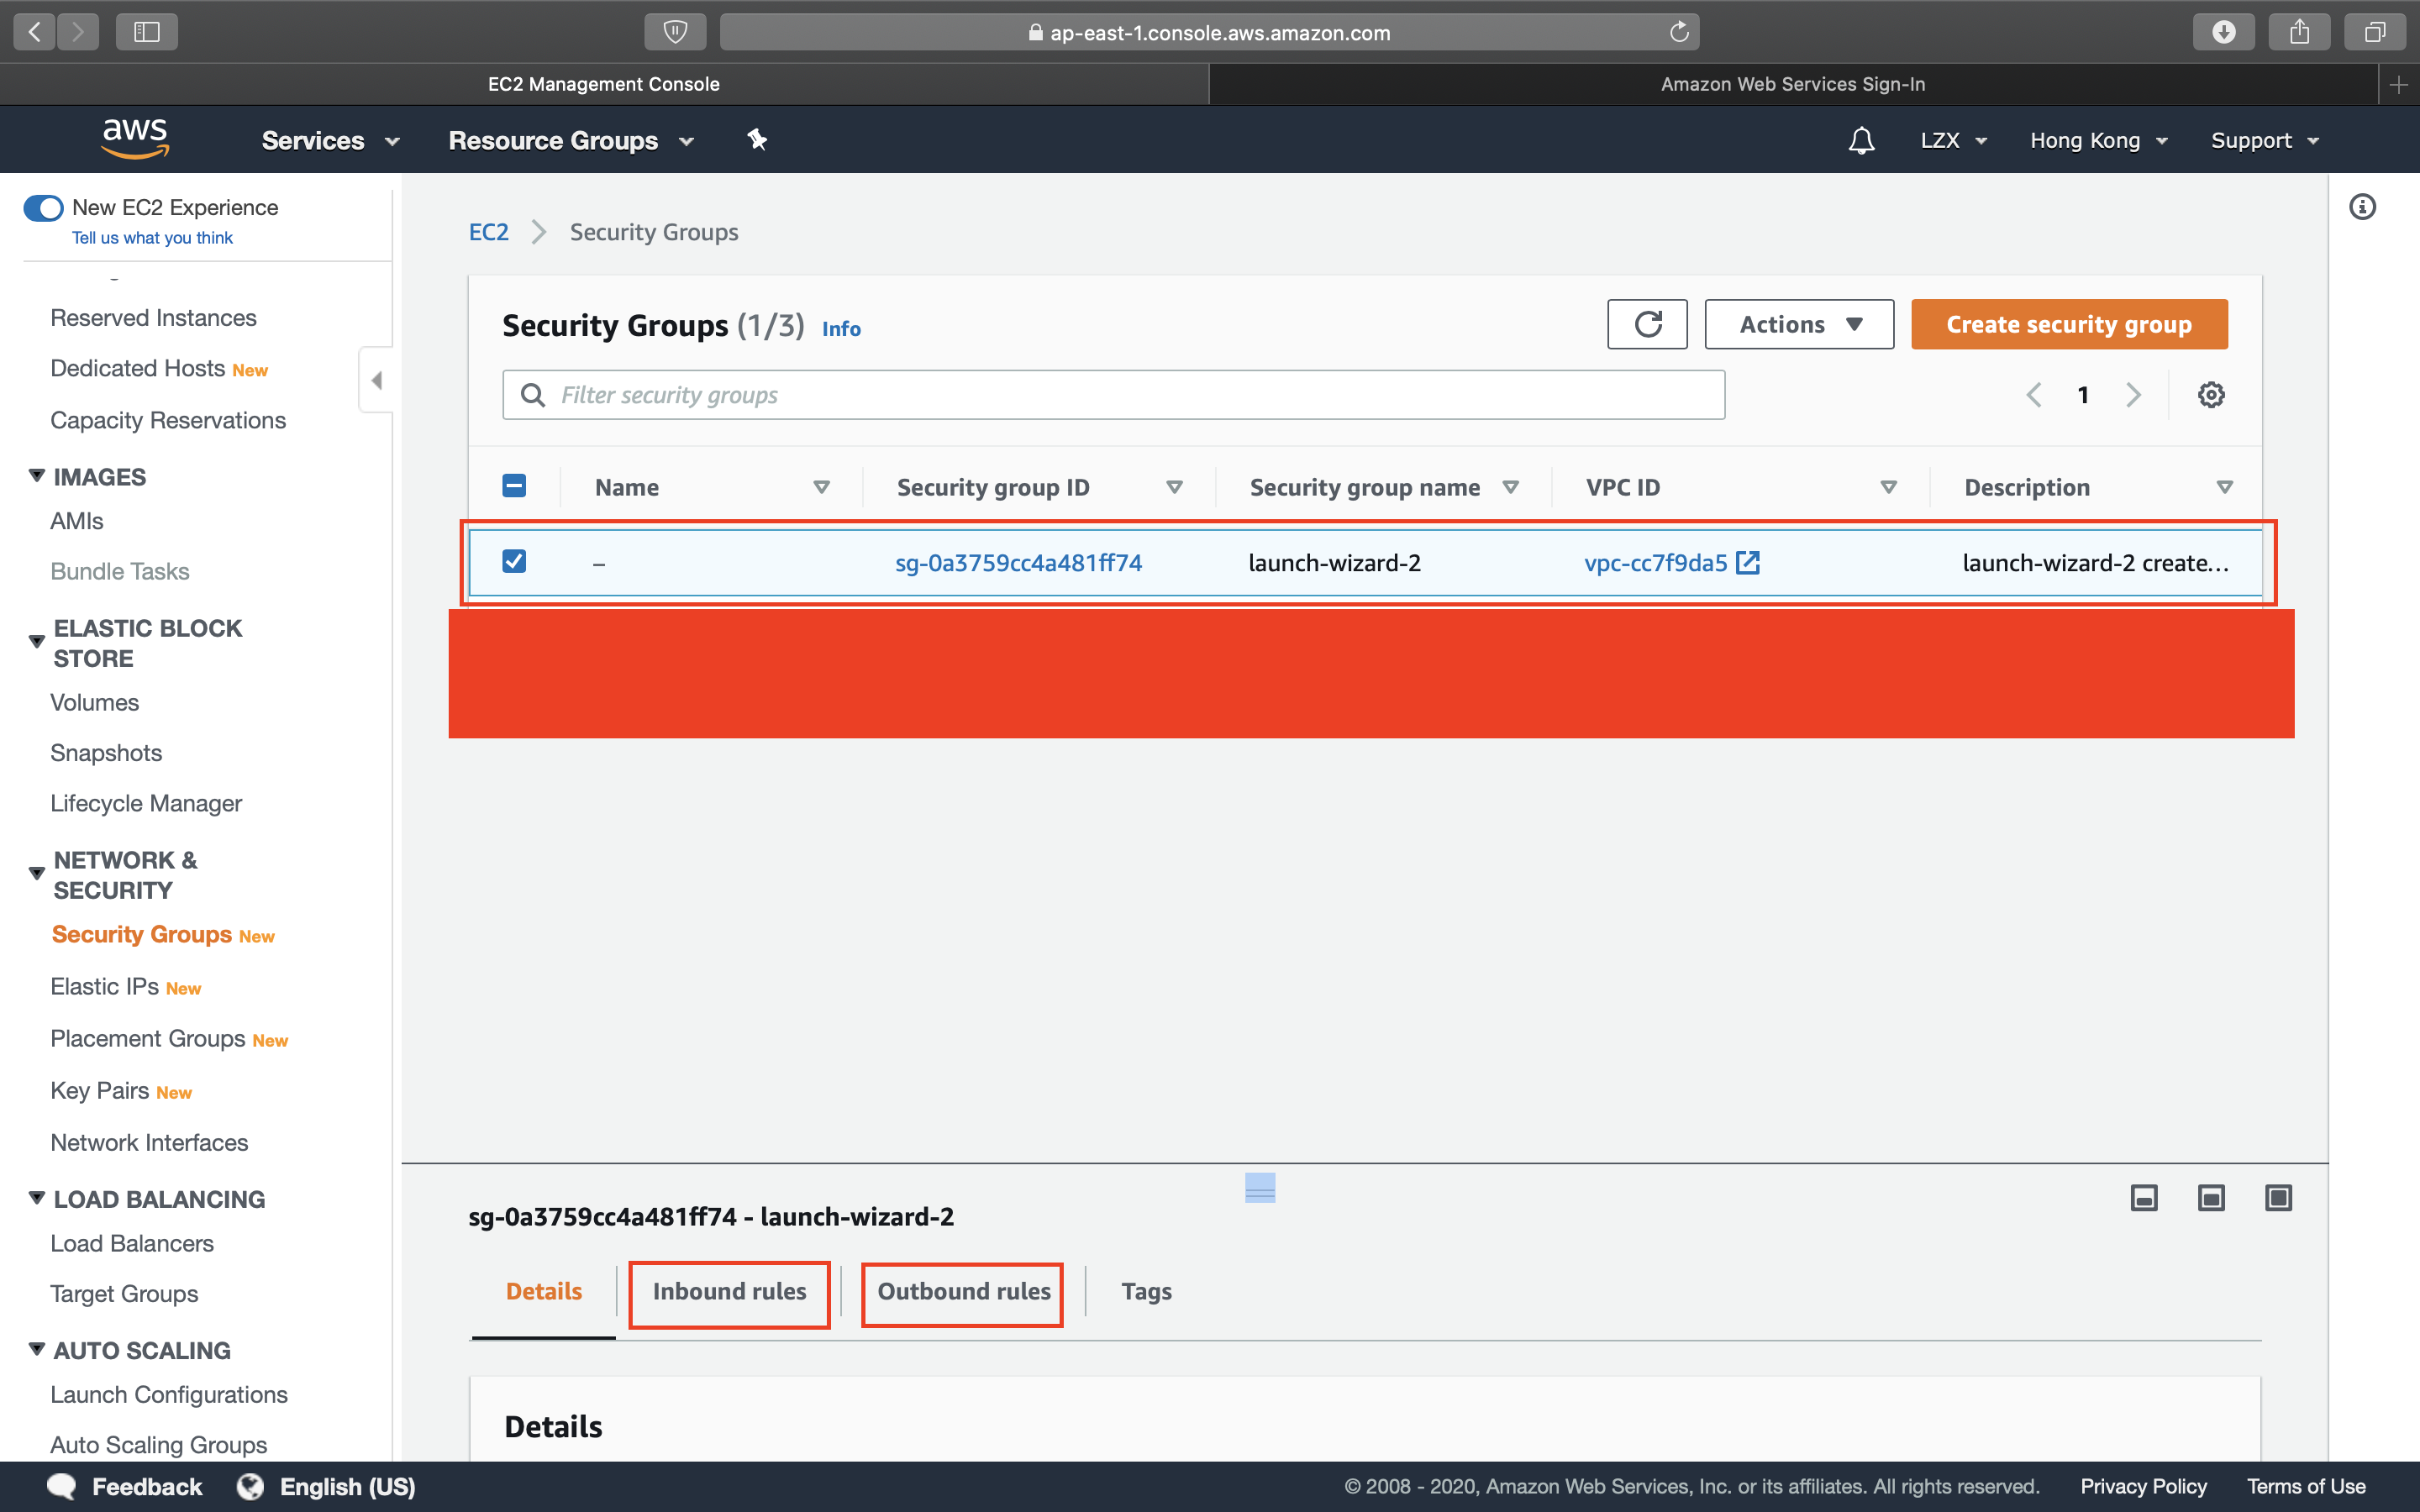 ap-east-1.console.aws.amazon.com
EC2 Management Console
Amazon Web Services Sign-In
aws
Services
Resource Groups
LZX
Hong Kong
Support
New EC2 Experience
Tell us what you think
Reserved Instances
Dedicated Hosts New
Capacity Reservations
IMAGES
AMIs
Bundle Tasks
ELASTIC BLOCK
STORE
Volumes
Snapshots
Lifecycle Manager
NETWORK &
SECURITY
Security Groups New
Elastic IPs New
Placement Groups New
Key Pairs New
Network Interfaces
LOAD BALANCING
Load Balancers
Target Groups
AUTO SCALING
Launch Configurations
Auto Scaling Groups
EC2 Security Groups
Security Groups (1/3) Info
Actions
Create security group
Filter security groups
1
Name Security group ID Security group name VPC ID Description
– sg-0a3759cc4a481ff74 launch-wizard-2 vpc-cc7f9da5 launch-wizard-2 create...
sg-0a3759cc4a481ff74 - launch-wizard-2
Details Inbound rules Outbound rules Tags
Details
Feedback English (US)
© 2008 - 2020, Amazon Web Services, Inc. or its affiliates. All rights reserved. Privacy Policy Terms of Use